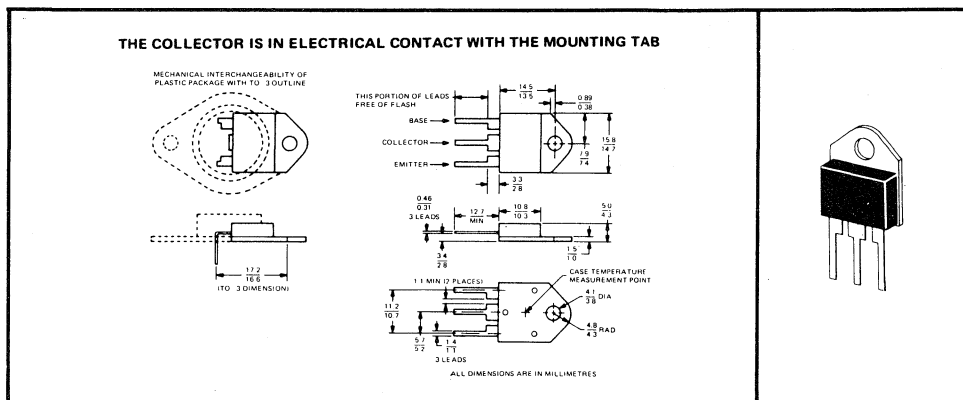 THE COLLECTOR IS IN ELECTRICAL CONTACT WITH THE MOUNTING TAB
MECHANICAL INTERCHANGEABILITY OF
PLASTIC PACKAGE WITH TO 3 OUTLINE
17.2
16.6
(TO 3 DIMENSION)
THIS PORTION OF LEADS
FREE OF FLASH
BASE
COLLECTOR
EMITTER
14.5
13.5
0.89
0.38
15.8
14.7
7.9
7.4
3.3
2.8
0.46
0.31
3 LEADS
12.7
MIN
10.8
10.3
5.0
4.3
1.5
1.0
3.4
2.8
1.1 MIN (2 PLACES)
CASE TEMPERATURE
MEASUREMENT POINT
4.1
3.8 DIA
4.8
4.3 RAD
11.2
10.7
5.7
5.2
1.4
1.1
3 LEADS
ALL DIMENSIONS ARE IN MILLIMETRES